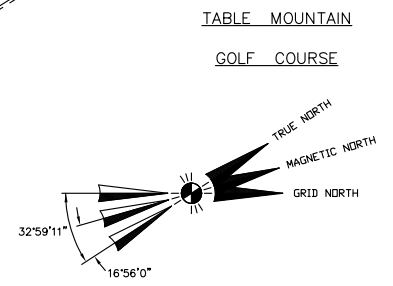 TABLE MOUNTAIN
GOLF COURSE
TRUE NORTH
MAGNETIC NORTH
GRID NORTH
32°59'11"
16°56'0"